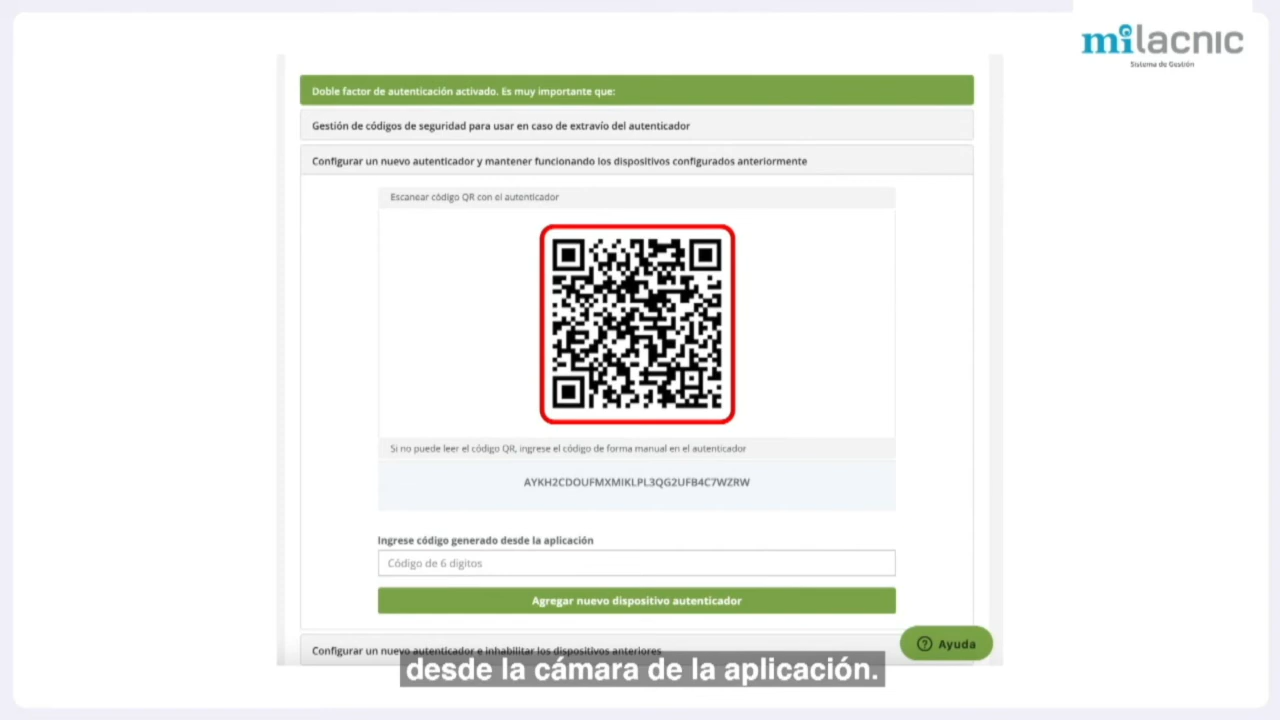 milacnic
Sistema de Gestión
Doble factor de autenticación activado. Es muy importante que:
Gestión de códigos de seguridad para usar en caso de extravío del autenticador
Configurar un nuevo autenticador y mantener funcionando los dispositivos configurados anteriormente
Escanear código QR con el autenticador
Si no puede leer el código QR, ingrese el código de forma manual en el autenticador
AYKH2CDOUFMXMIKLPL3QG2UFB4C7WZRW
Ingrese código generado desde la aplicación
Código de 6 digitos
Agregar nuevo dispositivo autenticador
Configurar un nuevo autenticador e inhabilitar los dispositivos anteriores
Ayuda
desde la cámara de la aplicación.